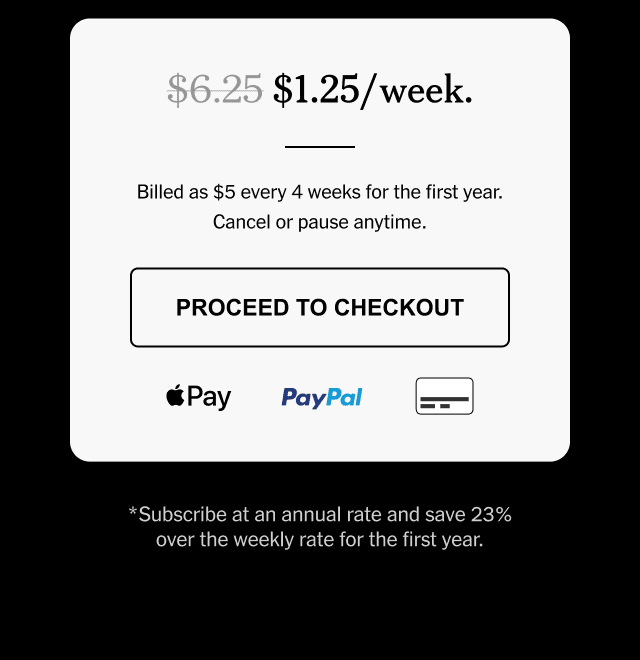 $6.25 $1.25/week.
Billed as $5 every 4 weeks for the first year.
Cancel or pause anytime.
PROCEED TO CHECKOUT
Pay PayPal
*Subscribe at an annual rate and save 23%
over the weekly rate for the first year.